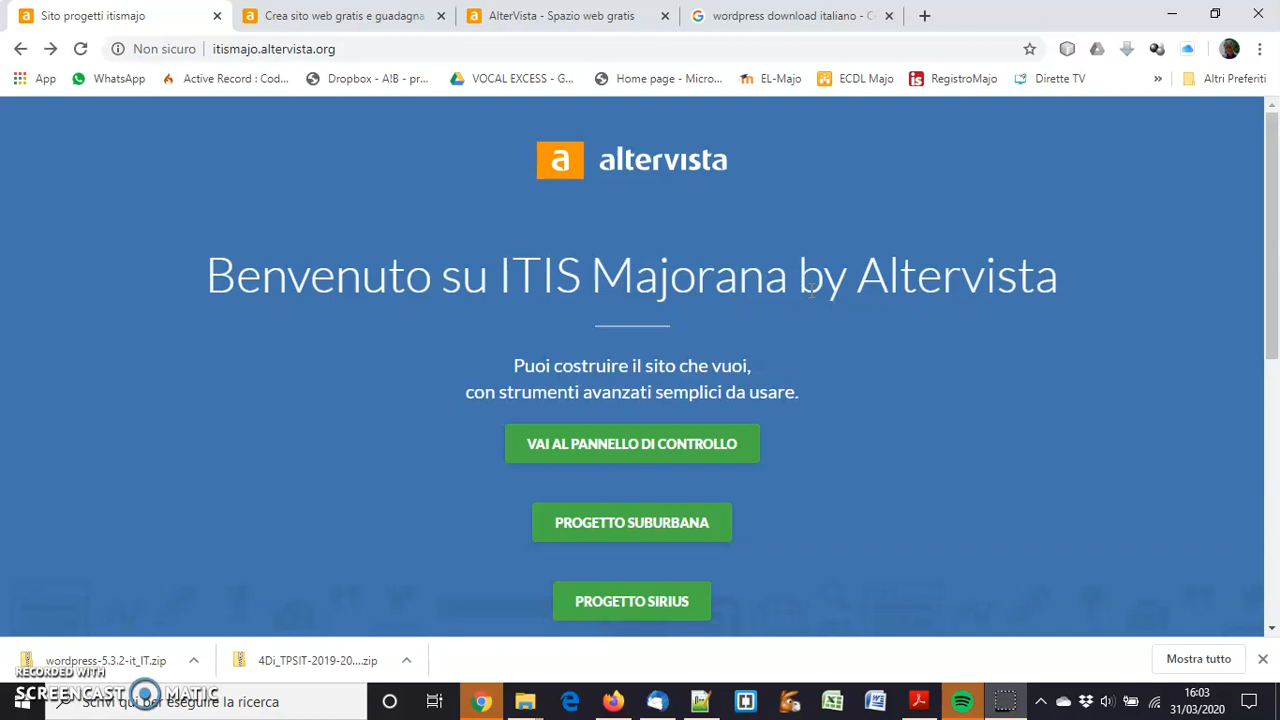 Sito progetti itismajo
Crea sito web gratis e guadagna
AlterVista - Spazio web gratis
wordpress download italiano - C
Non sicuro
itismajo.altervista.org
App
WhatsApp
Active Record : Cod...
Dropbox - AIB - pr...
VOCAL EXCESS - G...
Home page - Micro...
EL-Majo
ECDL Majo
RegistroMajo
Dirette TV
»
Altri Preferiti
a altervista
Benvenuto su ITIS Majorana by Altervista
Puoi costruire il sito che vuoi,
con strumenti avanzati semplici da usare.
VAI AL PANNELLO DI CONTROLLO
PROGETTO SUBURBANA
PROGETTO SIRIUS
wordpress-5.3.2-it_IT.zip
4Di_TPSIT-2019-20....zip
Mostra tutto
RECORDED WITH
SCREENCAST MATIC
Scrivi qui per eseguire la ricerca
16:03
31/03/2020